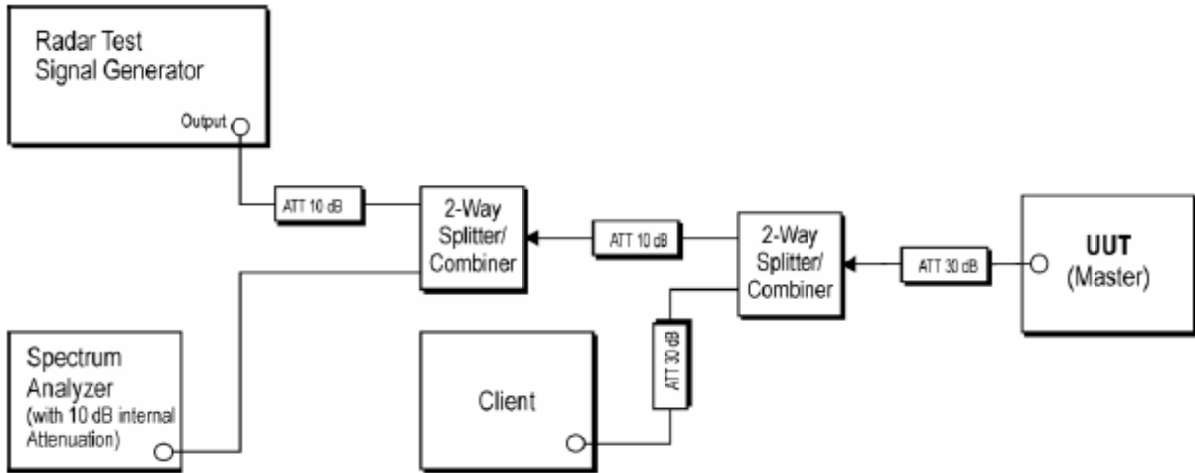 Radar Test
Signal Generator
Output
ATT 10 dB
2-Way
Splitter/
Combiner
ATT 10 dB
2-Way
Splitter/
Combiner
ATT 30 dB
UUT
(Master)
Spectrum
Analyzer
(with 10 dB internal
Attenuation)
Client
ATT 30 dB